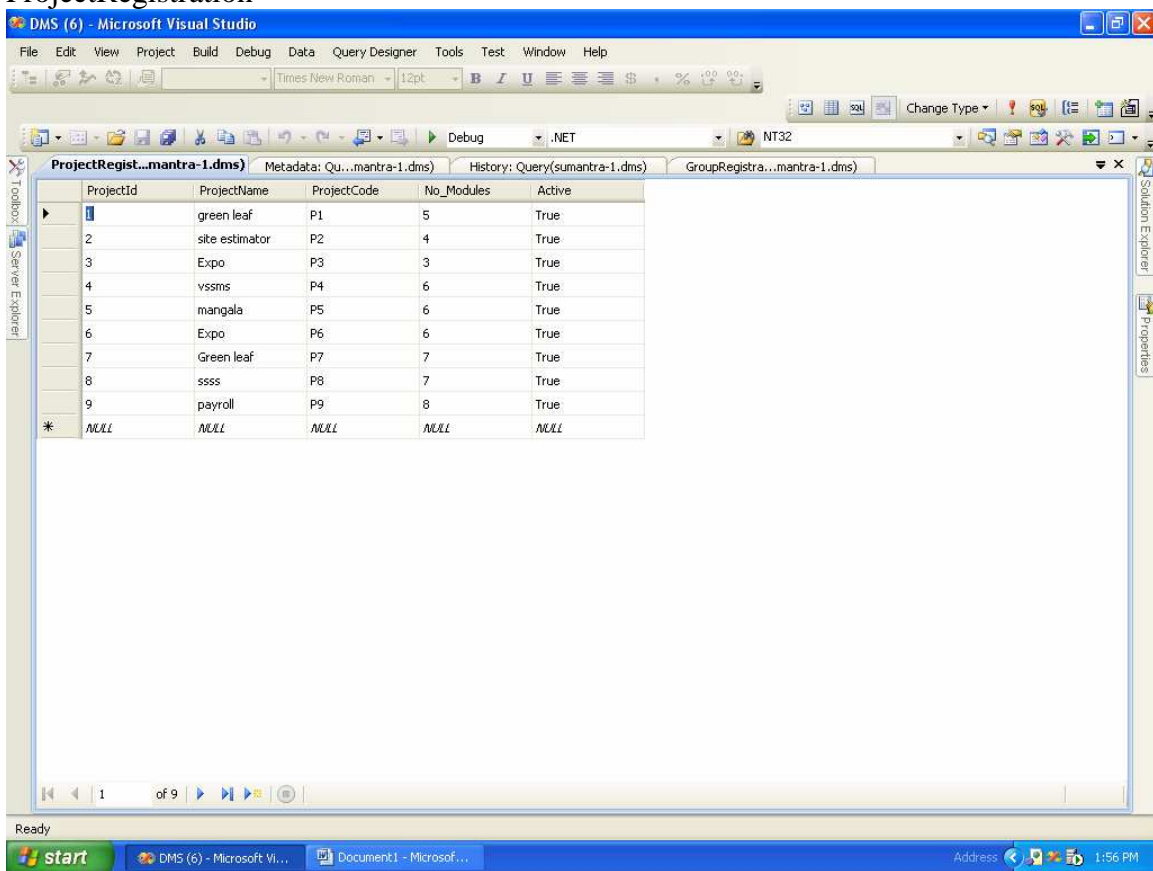 ProjectRegistration
DMS (6) - Microsoft Visual Studio
File Edit View Project Build Debug Data Query Designer Tools Test Window Help
Times New Roman 12pt B I U $ , %
SQL Change Type
Debug .NET NT32
ProjectRegist...mantra-1.dms) Metadata: Qu...mantra-1.dms) History: Query(sumantra-1.dms) GroupRegistra...mantra-1.dms)
Toolbox
Server Explorer
Solution Explorer
Properties
ProjectId ProjectName ProjectCode No_Modules Active
1 green leaf P1 5 True
2 site estimator P2 4 True
3 Expo P3 3 True
4 vssms P4 6 True
5 mangala P5 6 True
6 Expo P6 6 True
7 Green leaf P7 7 True
8 ssss P8 7 True
9 payroll P9 8 True
NULL NULL NULL NULL NULL
1 of 9
Ready
start DMS (6) - Microsoft Vi... Document1 - Microsof... Address 1:56 PM